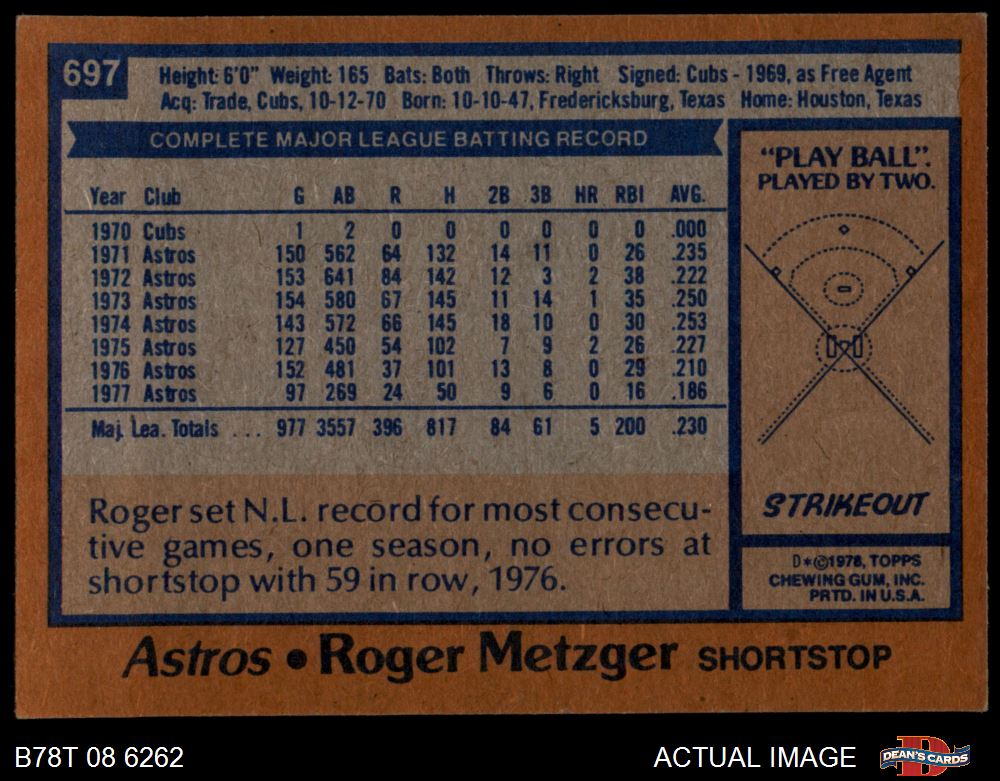 697
Height: 6'0" Weight: 165 Bats: Both Throws: Right Signed: Cubs - 1969, as Free Agent
Acq: Trade, Cubs, 10-12-70 Born: 10-10-47, Fredericksburg, Texas Home: Houston, Texas
COMPLETE MAJOR LEAGUE BATTING RECORD
Year Club G AB R H 2B 3B HR RBI AVG.
1970 Cubs 1 2 0 0 0 0 0 0 .000
1971 Astros 150 562 64 132 14 11 0 26 .235
1972 Astros 153 641 84 142 12 3 2 38 .222
1973 Astros 154 580 67 145 11 14 1 35 .250
1974 Astros 143 572 66 145 18 10 0 30 .253
1975 Astros 127 450 54 102 7 9 2 26 .227
1976 Astros 152 481 37 101 13 8 0 29 .210
1977 Astros 97 269 24 50 9 6 0 16 .186
Maj. Lea. Totals ... 977 3557 396 817 84 61 5 200 .230
Roger set N.L. record for most consecu-
tive games, one season, no errors at
shortstop with 59 in row, 1976.
"PLAY BALL".
PLAYED BY TWO.
STRIKEOUT
D*©1978, TOPPS
CHEWING GUM, INC.
PRTD. IN U.S.A.
Astros • Roger Metzger SHORTSTOP
B78T 08 6262
ACTUAL IMAGE
DEAN'S CARDS